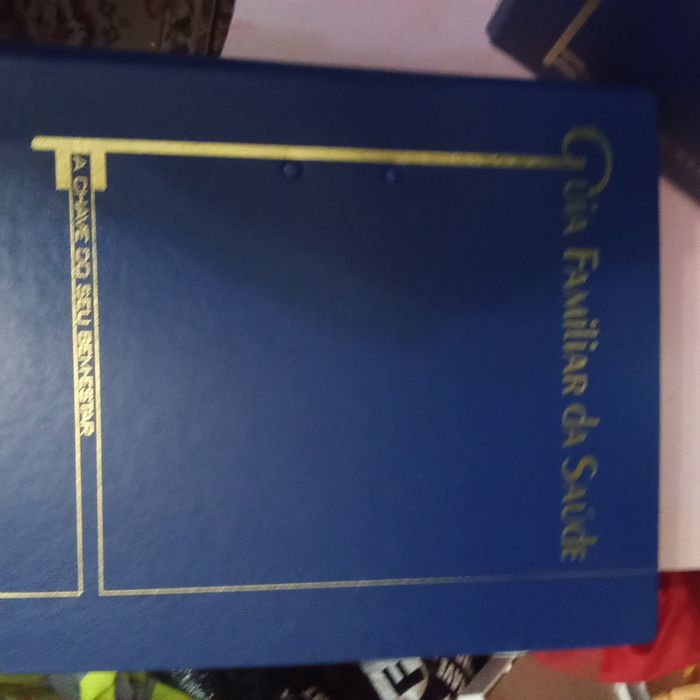 Guia Familiar da Saúde
A CHAVE DO SEU BEM-ESTAR